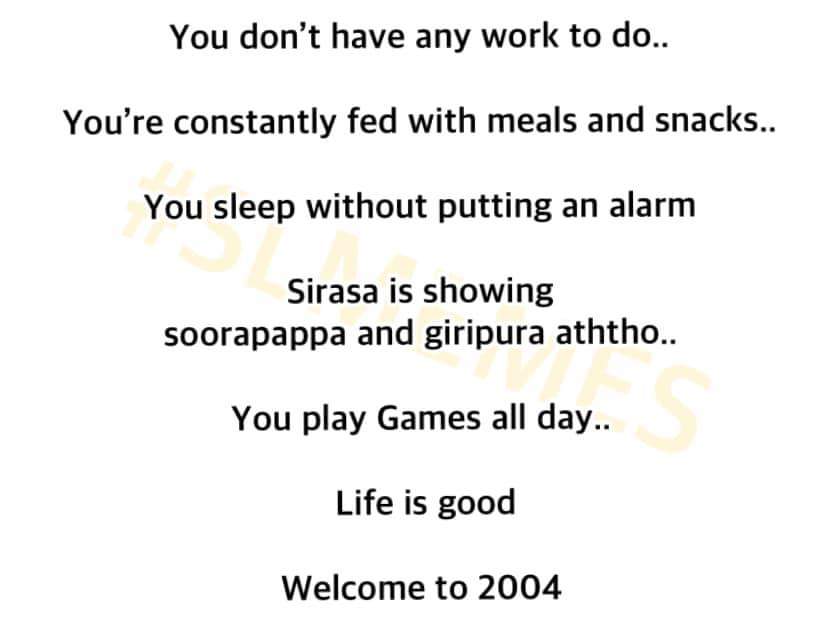 You don't have any work to do..
You're constantly fed with meals and snacks..
You sleep without putting an alarm
Sirasa is showing
soorapappa and giripura aththo..
You play Games all day..
Life is good
Welcome to 2004
#SLMEMES